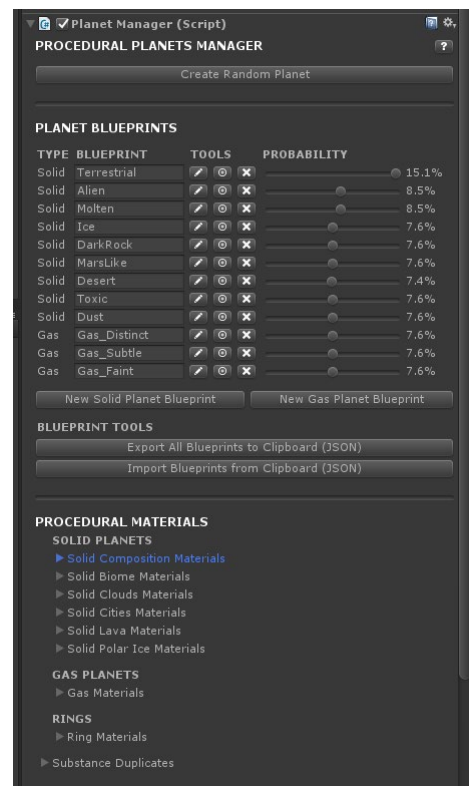 Planet Manager (Script)
PROCEDURAL PLANETS MANAGER ?
Create Random Planet
PLANET BLUEPRINTS
TYPE BLUEPRINT TOOLS PROBABILITY
Solid Terrestrial 15.1%
Solid Alien 8.5%
Solid Molten 8.5%
Solid Ice 7.6%
Solid DarkRock 7.6%
Solid MarsLike 7.6%
Solid Desert 7.4%
Solid Toxic 7.6%
Solid Dust 7.6%
Gas Gas_Distinct 7.6%
Gas Gas_Subtle 7.6%
Gas Gas_Faint 7.6%
New Solid Planet Blueprint New Gas Planet Blueprint
BLUEPRINT TOOLS
Export All Blueprints to Clipboard (JSON)
Import Blueprints from Clipboard (JSON)
PROCEDURAL MATERIALS
SOLID PLANETS
Solid Composition Materials
Solid Biome Materials
Solid Clouds Materials
Solid Cities Materials
Solid Lava Materials
Solid Polar Ice Materials
GAS PLANETS
Gas Materials
RINGS
Ring Materials
Substance Duplicates